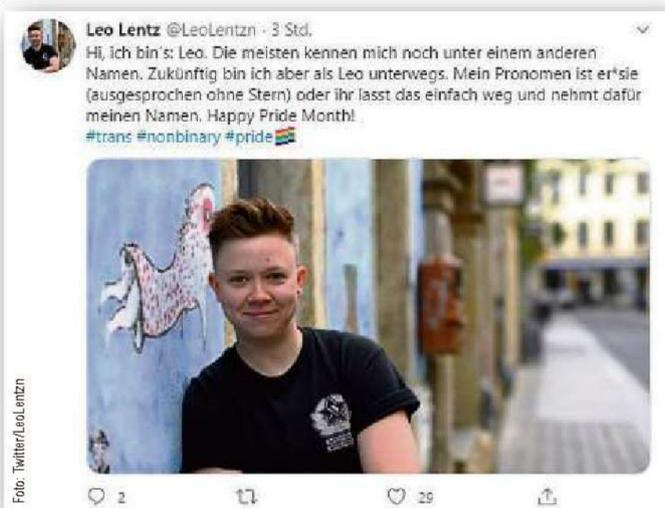 Leo Lentz @LeoLentzn · 3 Std.
Hi, ich bin's: Leo. Die meisten kennen mich noch unter einem anderen
Namen. Zukünftig bin ich aber als Leo unterwegs. Mein Pronomen ist er*sie
(ausgesprochen ohne Stern) oder ihr lasst das einfach weg und nehmt dafür
meinen Namen. Happy Pride Month!
#trans #nonbinary #pride
2
29
Foto: Twitter/LeoLentzn